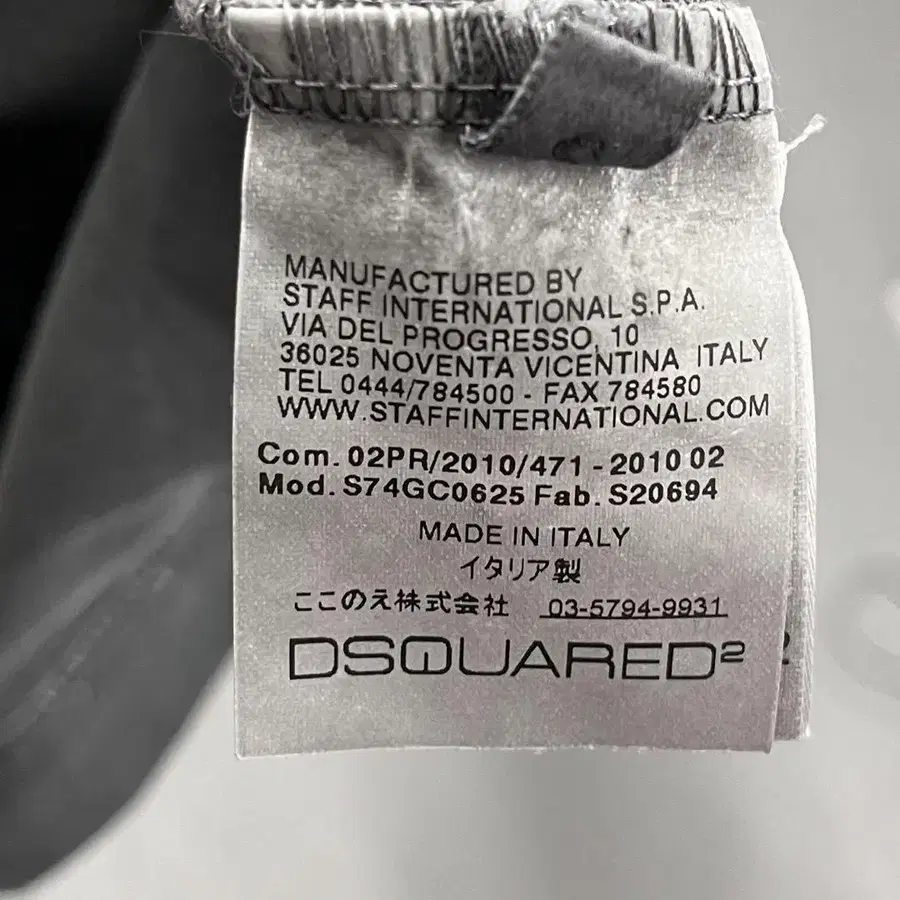 MANUFACTURED BY
STAFF INTERNATIONAL S.P.A.
VIA DEL PROGRESSO, 10
36025 NOVENTA VICENTINA ITALY
TEL 0444/784500 - FAX 784580
WWW.STAFFINTERNATIONAL.COM
Com. 02PR/2010/471 - 2010 02
Mod. S74GC0625 Fab. S20694
MADE IN ITALY
イタリア製
ここのえ株式会社 03-5794-9931
DSQUARED²